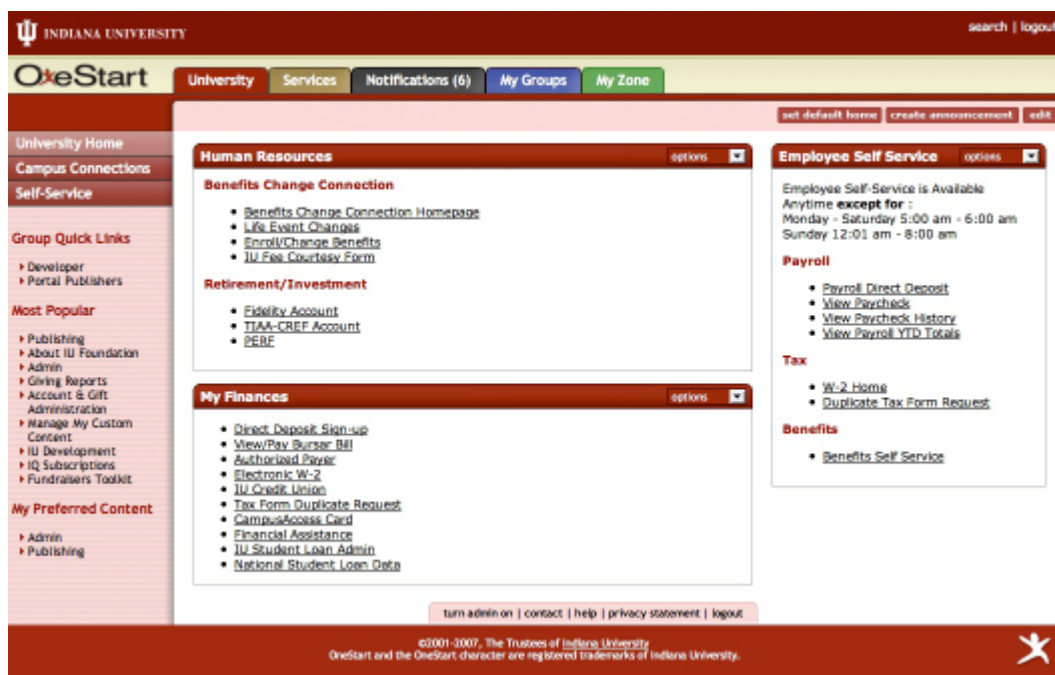 INDIANA UNIVERSITY
search | logout
OneStart
University
Services
Notifications (6)
My Groups
My Zone
set default home
create announcement
edit
University Home
Campus Connections
Self-Service
Group Quick Links
Developer
Portal Publishers
Most Popular
Publishing
About IU Foundation
Admin
Giving Reports
Account & Gift
Administration
Manage My Custom
Content
IU Development
IQ Subscriptions
Fundraisers Toolkit
My Preferred Content
Admin
Publishing
Human Resources
options
Benefits Change Connection
Benefits Change Connection Homepage
Life Event Changes
Enroll/Change Benefits
IU Fee Courtesy Form
Retirement/Investment
Fidelity Account
TIAA-CREF Account
PERF
My Finances
options
Direct Deposit Sign-up
View/Pay Bursar Bill
Authorized Payer
Electronic W-2
IU Credit Union
Tax Form Duplicate Request
CampusAccess Card
Financial Assistance
IU Student Loan Admin
National Student Loan Data
Employee Self Service
options
Employee Self-Service is Available
Anytime except for :
Monday - Saturday 5:00 am - 6:00 am
Sunday 12:01 am - 8:00 am
Payroll
Payroll Direct Deposit
View Paycheck
View Paycheck History
View Payroll YTD Totals
Tax
W-2 Home
Duplicate Tax Form Request
Benefits
Benefits Self Service
turn admin on | contact | help | privacy statement | logout
©2001-2007, The Trustees of Indiana University
OneStart and the OneStart character are registered trademarks of Indiana University.